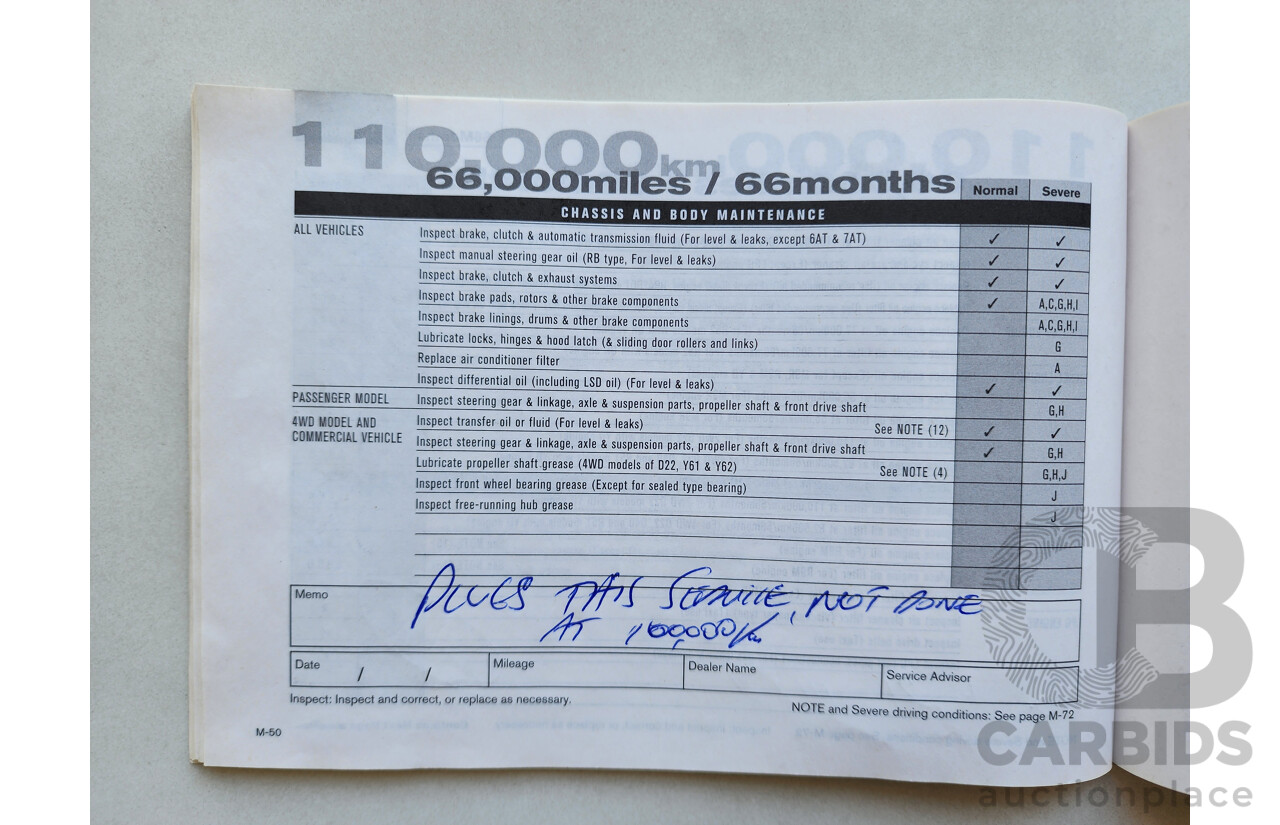 110,000km
66,000miles / 66months Normal Severe
CHASSIS AND BODY MAINTENANCE
ALL VEHICLES Inspect brake, clutch & automatic transmission fluid (For level & leaks, except 6AT & 7AT) ✓ ✓
Inspect manual steering gear oil (RB type, For level & leaks) ✓ ✓
Inspect brake, clutch & exhaust systems ✓ ✓
Inspect brake pads, rotors & other brake components ✓ A,C,G,H,I
Inspect brake linings, drums & other brake components A,C,G,H,I
Lubricate locks, hinges & hood latch (& sliding door rollers and links) G
Replace air conditioner filter A
Inspect differential oil (including LSD oil) (For level & leaks) ✓ ✓
PASSENGER MODEL Inspect steering gear & linkage, axle & suspension parts, propeller shaft & front drive shaft G,H
4WD MODEL AND Inspect transfer oil or fluid (For level & leaks) See NOTE (12) ✓ ✓
COMMERCIAL VEHICLE Inspect steering gear & linkage, axle & suspension parts, propeller shaft & front drive shaft ✓ G,H
Lubricate propeller shaft grease (4WD models of D22, Y61 & Y62) See NOTE (4) G,H,J
Inspect front wheel bearing grease (Except for sealed type bearing) J
Inspect free-running hub grease J
Memo PLUGS THIS SERVICE, NOT DONE
AT 100,000Km
Date / / Mileage Dealer Name Service Advisor
Inspect: Inspect and correct, or replace as necessary. NOTE and Severe driving conditions: See page M-72
M-50
CB
CARBIDS
auctionplace